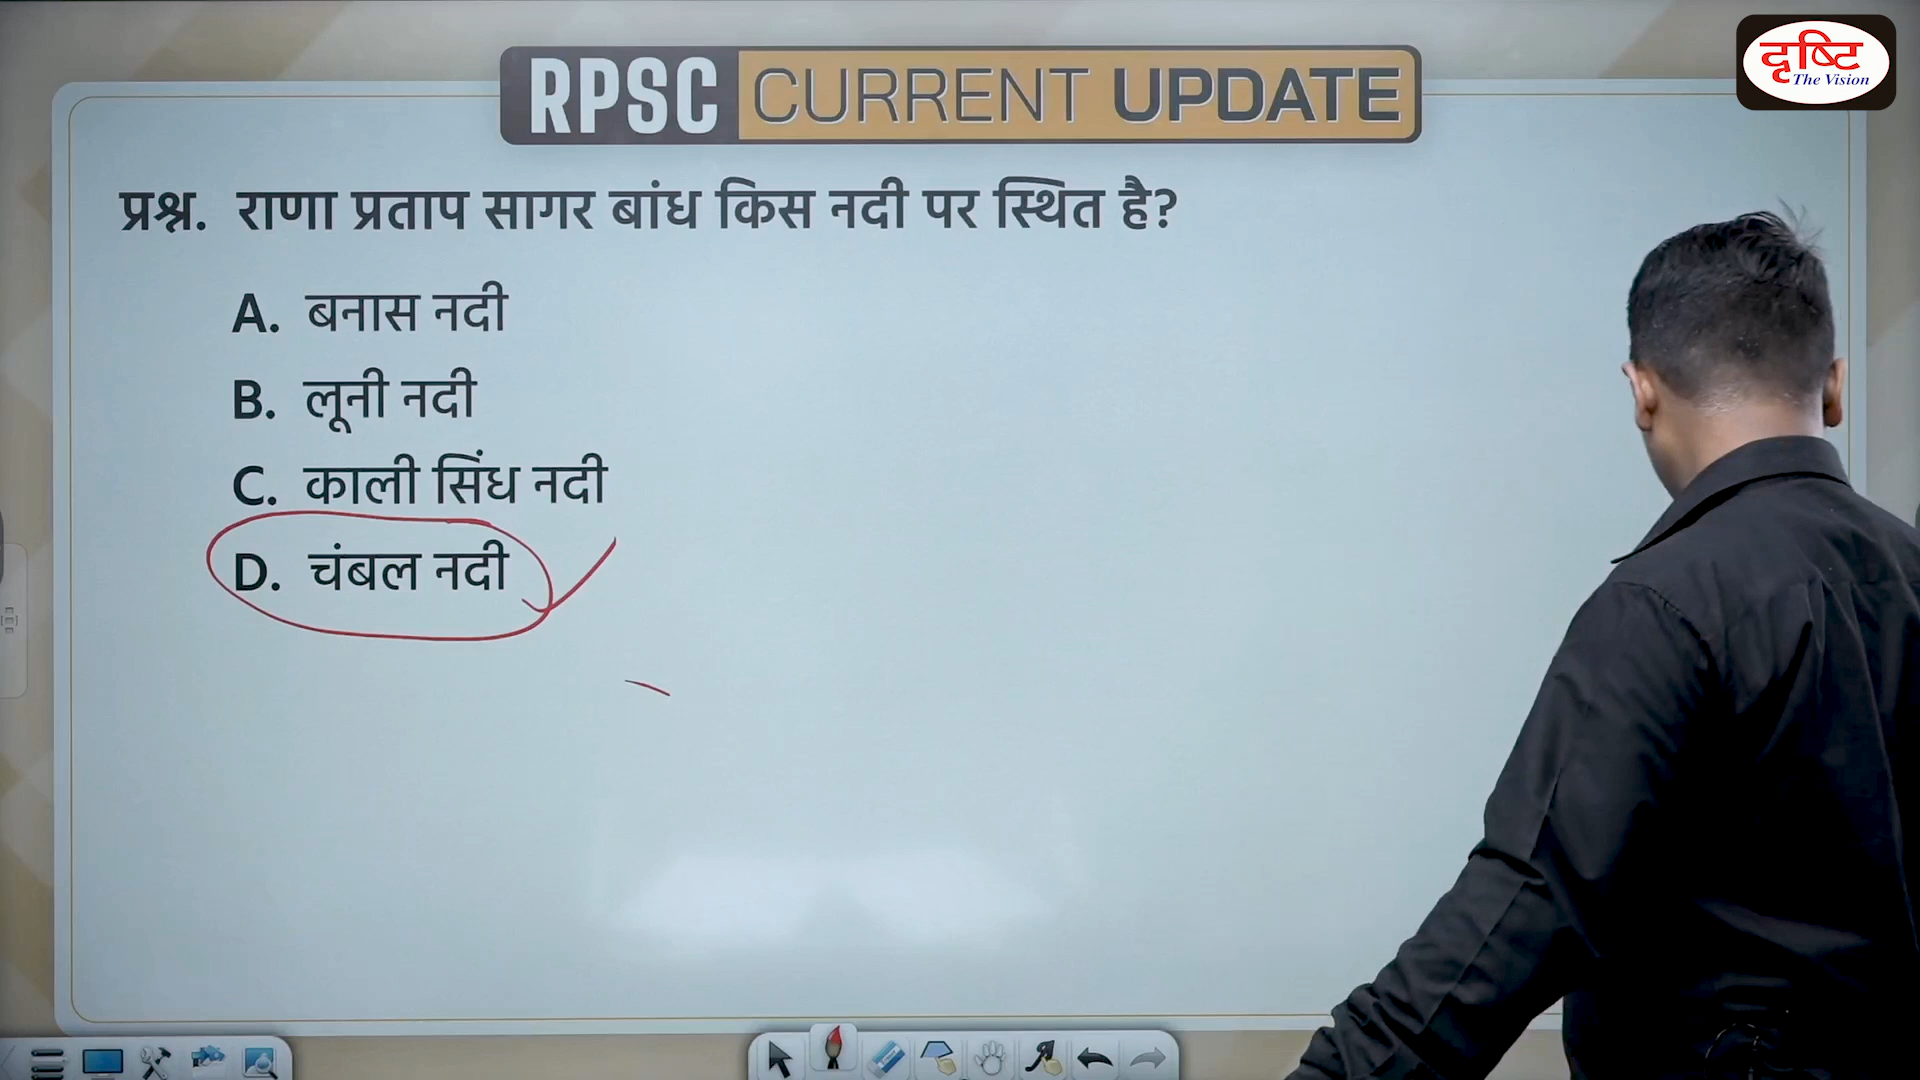 दृष्टि
The Vision
RPSC CURRENT UPDATE
प्रश्न. राणा प्रताप सागर बांध किस नदी पर स्थित है?
A. बनास नदी
B. लूनी नदी
C. काली सिंध नदी
D. चंबल नदी